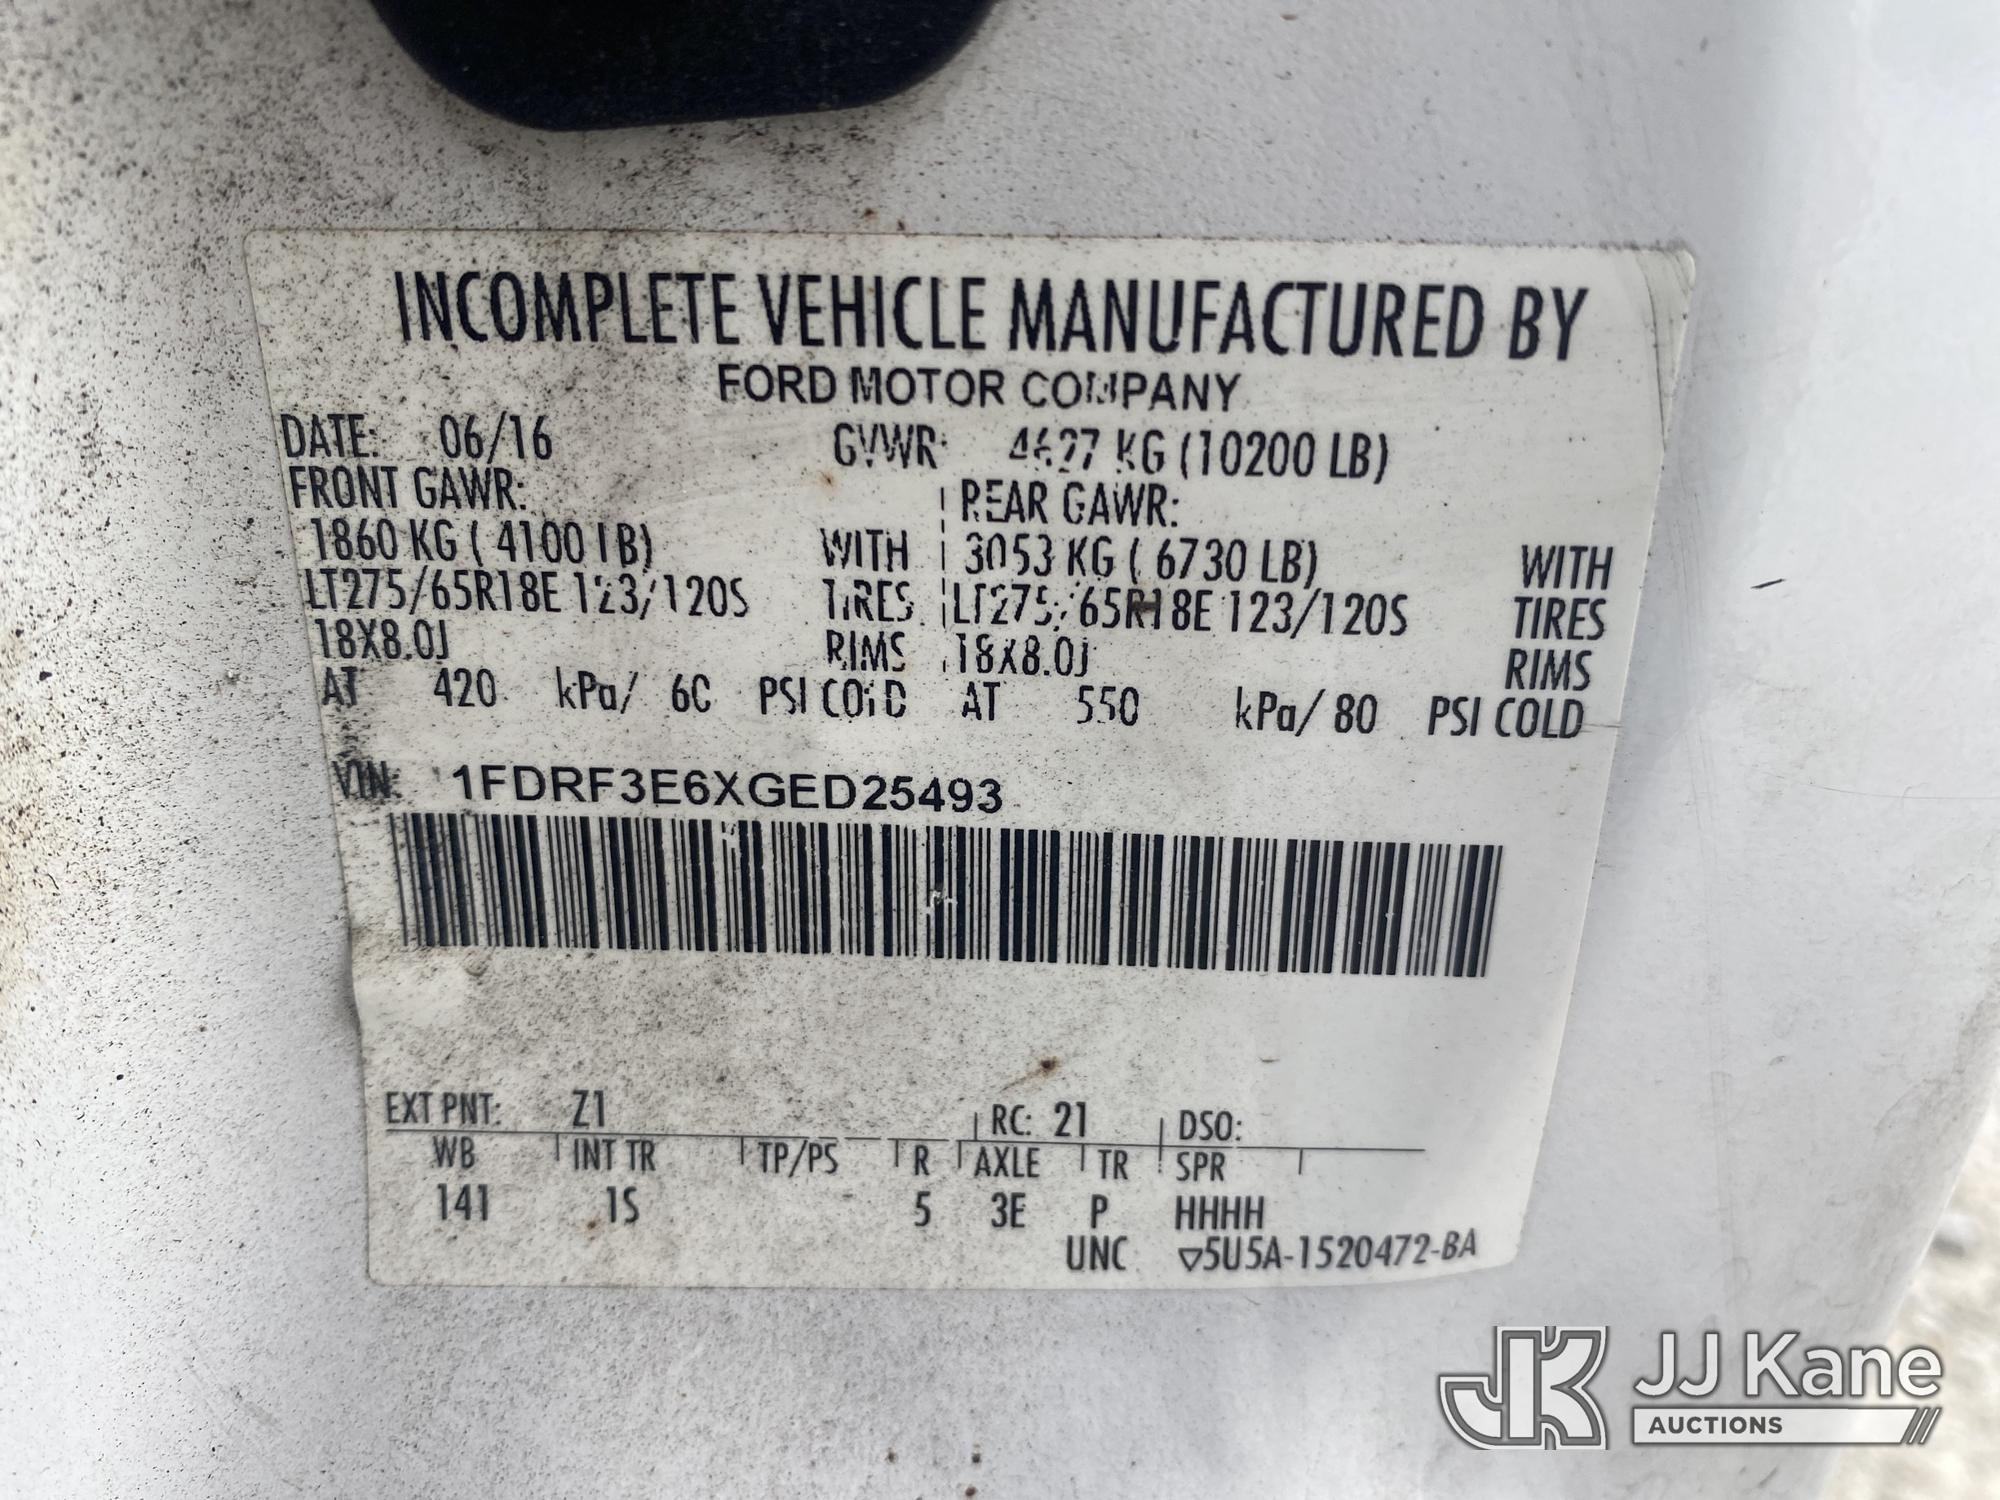 INCOMPLETE VEHICLE MANUFACTURED BY
FORD MOTOR COMPANY
DATE: 06/16 GVWR: 4627 KG (10200 LB)
FRONT GAWR: REAR GAWR:
1860 KG ( 4100 LB) WITH 3053 KG ( 6730 LB) WITH
LT275/65R18E 123/120S TIRES LT275/65R18E 123/120S TIRES
18X8.0J RIMS 18X8.0J RIMS
AT 420 kPa/ 60 PSI COLD AT 550 kPa/ 80 PSI COLD
VIN: 1FDRF3E6XGED25493
EXT PNT: Z1 RC: 21 DSO:
WB INT TR TP/PS R AXLE TR SPR
141 1S 5 3E P HHHH
UNC ▽5U5A-1520472-BA
JK JJ Kane
AUCTIONS